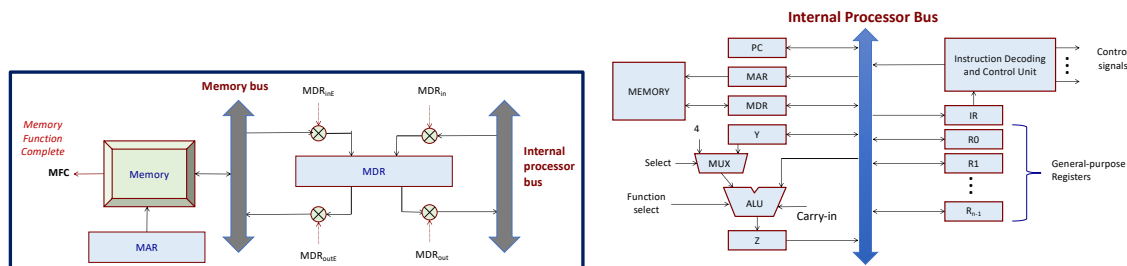 Memory bus
MDRinE
MDRin
Memory
Function
Complete
MFC
Memory
MDR
Internal
processor
bus
MAR
MDRoutE
MDRout
Internal Processor Bus
PC
Instruction Decoding
and Control Unit
Control
signals
MEMORY
MAR
MDR
IR
4
Y
R0
Select
MUX
R1
General-purpose
Registers
Function
select
ALU
Carry-in
Rn-1
Z